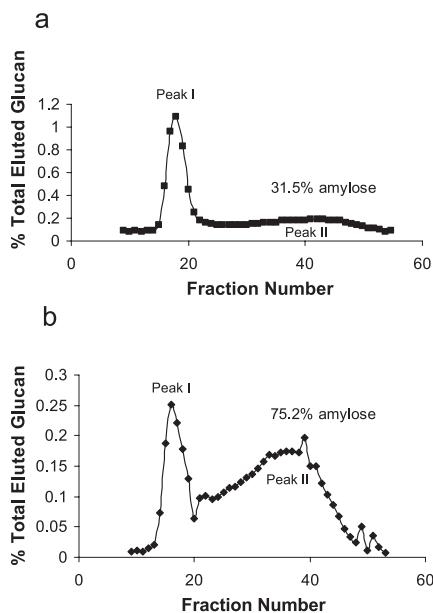 a
Peak I
% Total Eluted Glucan
1.2
1
0.8
0.6
0.4
0.2
0
31.5% amylose
Peak II
0
20
40
60
Fraction Number
b
Peak I
% Total Eluted Glucan
0.3
0.25
0.2
0.15
0.1
0.05
0
75.2% amylose
Peak II
0
20
40
60
Fraction Number